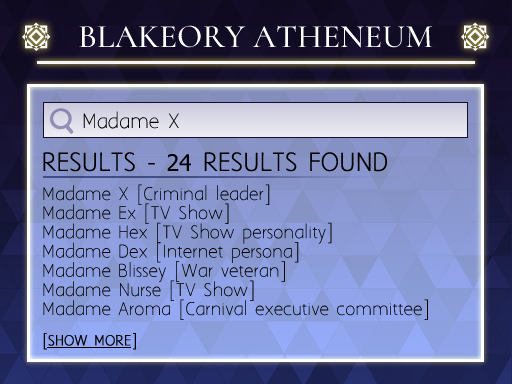 BLAKEORY ATHENEUM
Madame X
RESULTS - 24 RESULTS FOUND
Madame X [Criminal leader]
Madame Ex [TV Show]
Madame Hex [TV Show personality]
Madame Dex [Internet persona]
Madame Blissey [War veteran]
Madame Nurse [TV Show]
Madame Aroma [Carnival executive committee]
[SHOW MORE]